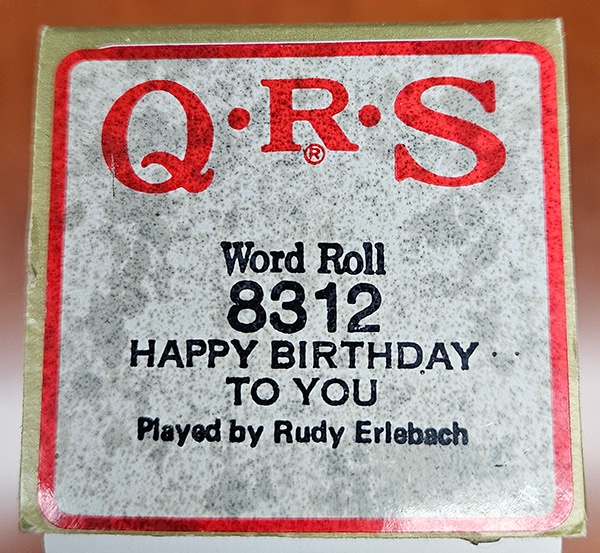 Q·R·S®
Word Roll
8312
HAPPY BIRTHDAY
TO YOU
Played by Rudy Erlebach